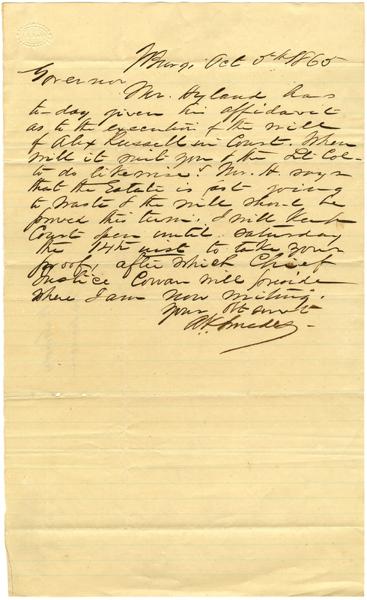 Vburg. Oct 5th 1865
Governor
Mr. Hyland has
to-day given his affidavit
as to the execution of the will
of Alex Russell in Court. When
will it suit you & the Lt Col-
to do likewise? Mr. H. says
that the Estate is fast going
to waste & the will should be
proved this term. I will keep
Court open until Saturday
the 14th inst to take your
proof, after which Chief
Justice Cowan will preside
where I am now writing.
Your Obt Servt
A K Smedes-